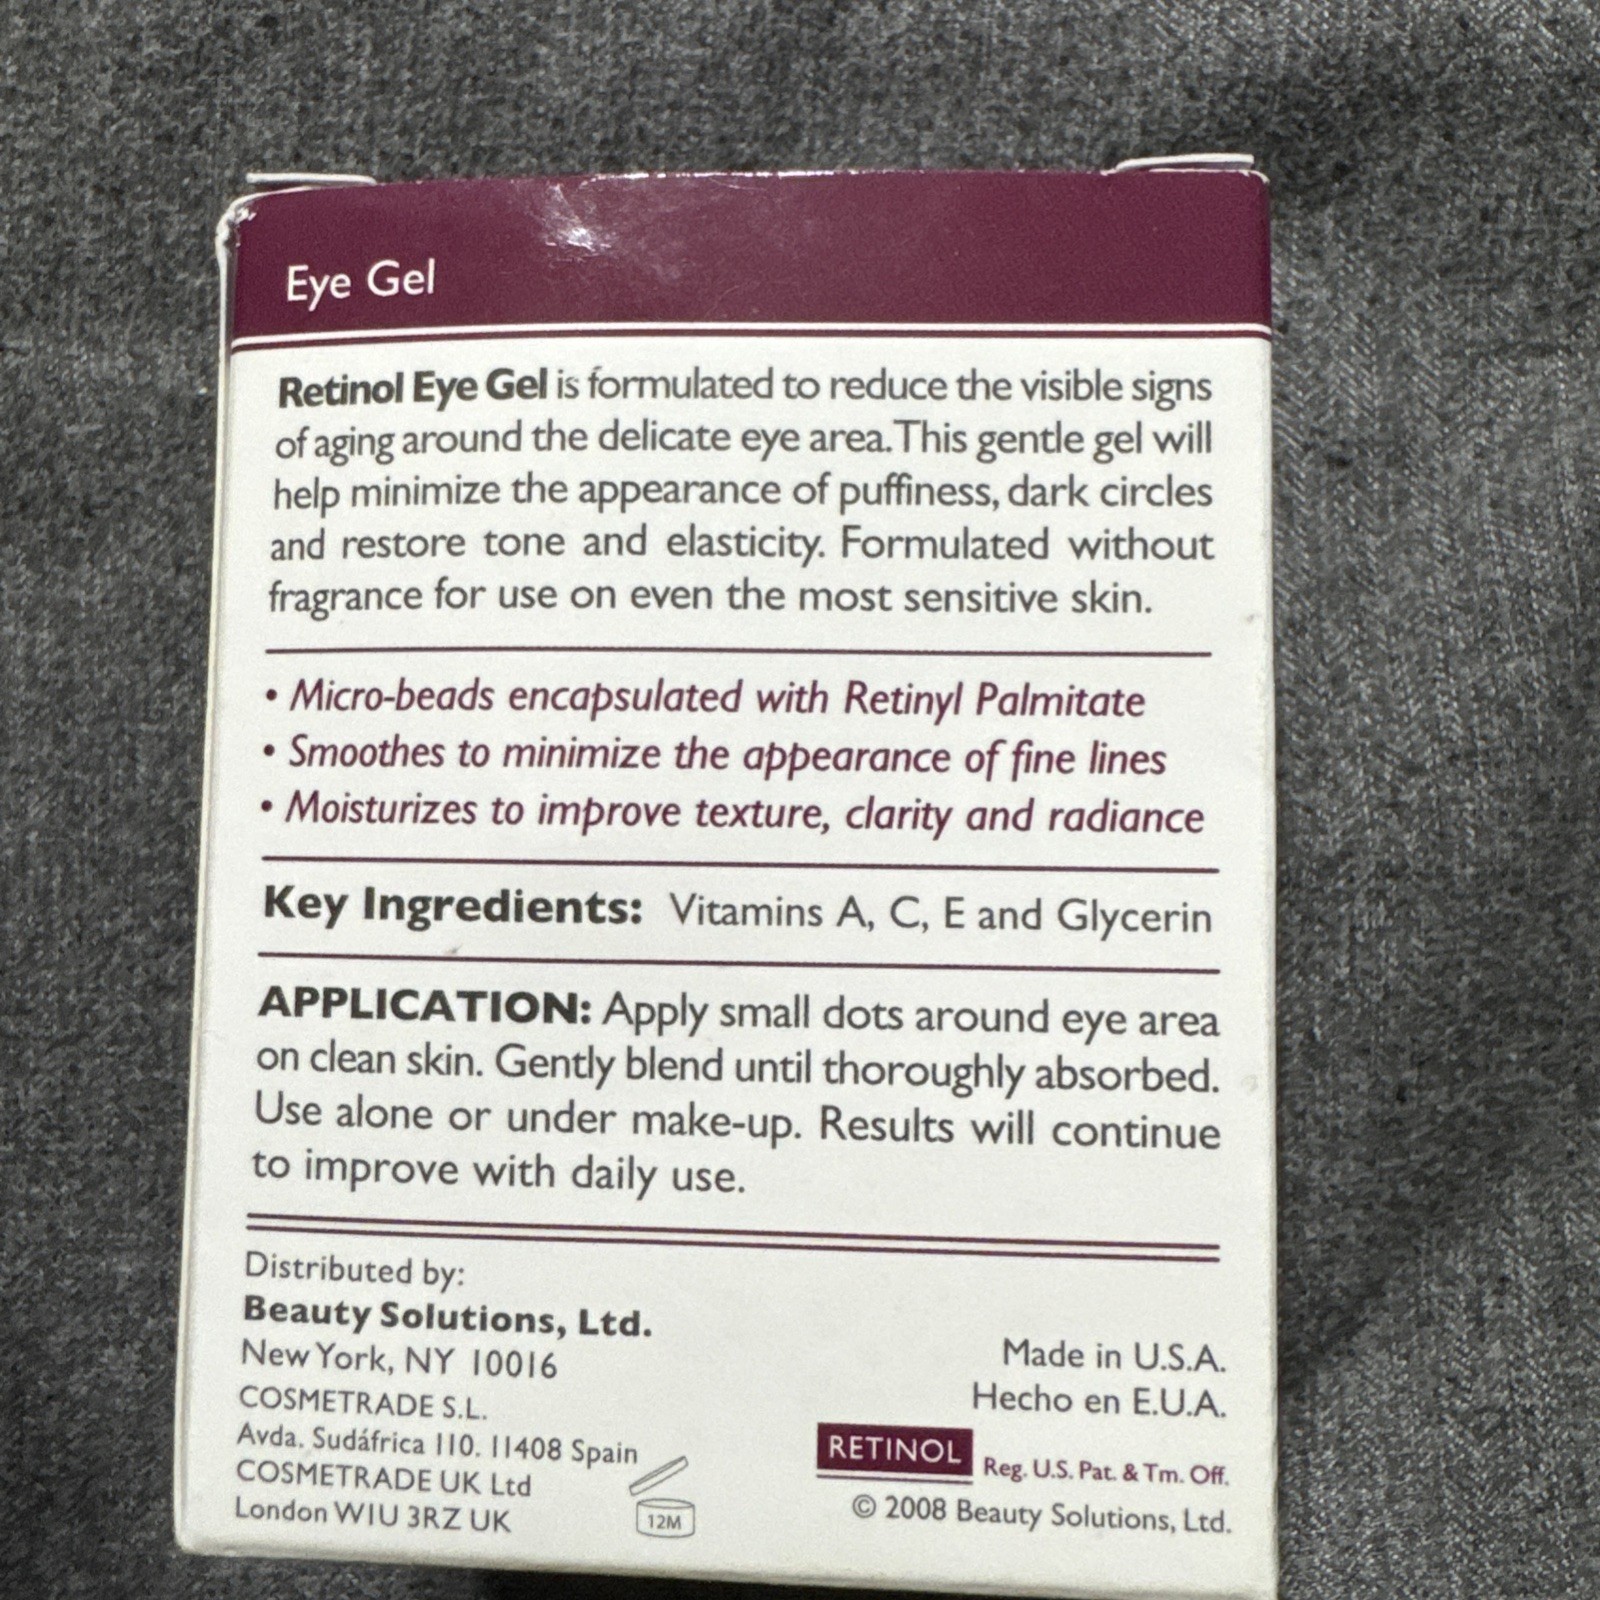 Eye Gel
Retinol Eye Gel is formulated to reduce the visible signs
of aging around the delicate eye area. This gentle gel will
help minimize the appearance of puffiness, dark circles
and restore tone and elasticity. Formulated without
fragrance for use on even the most sensitive skin.
• Micro-beads encapsulated with Retinyl Palmitate
• Smoothes to minimize the appearance of fine lines
• Moisturizes to improve texture, clarity and radiance
Key Ingredients: Vitamins A, C, E and Glycerin
APPLICATION: Apply small dots around eye area
on clean skin. Gently blend until thoroughly absorbed.
Use alone or under make-up. Results will continue
to improve with daily use.
Distributed by:
Beauty Solutions, Ltd.
New York, NY 10016
COSMETRADE S.L.
Avda. Sudáfrica 110. 11408 Spain
COSMETRADE UK Ltd
London W1U 3RZ UK
12M
Made in U.S.A.
Hecho en E.U.A.
RETINOL Reg. U.S. Pat. & Tm. Off.
© 2008 Beauty Solutions, Ltd.